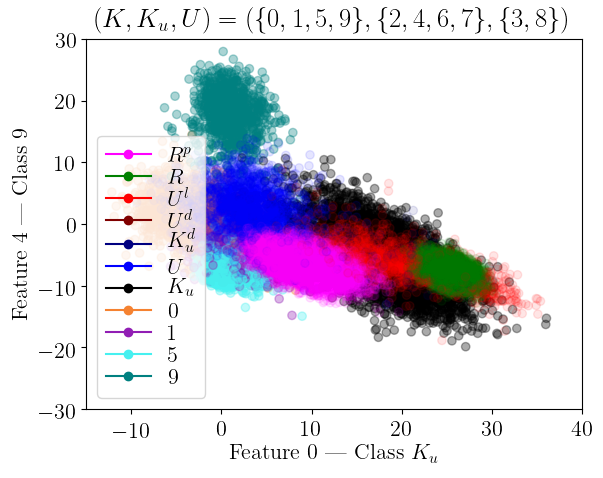 (K, K_u, U) = ({0, 1, 5, 9}, {2, 4, 6, 7}, {3, 8})
30
20
10
0
−10
−20
−30
Feature 4 — Class 9
R^p
R
U^l
U^d
K_u^d
U
K_u
0
1
5
9
−10 0 10 20 30 40
Feature 0 — Class K_u